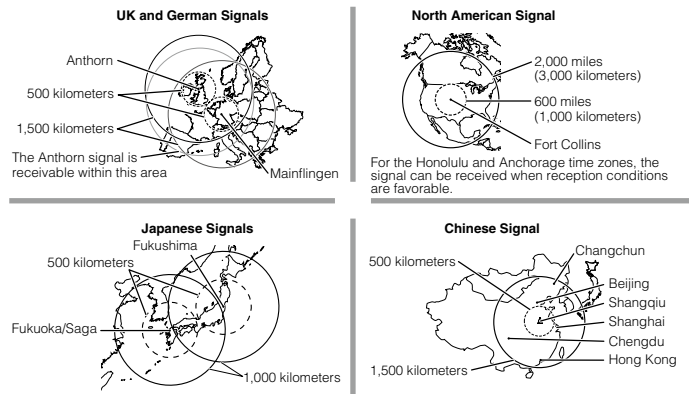 UK and German Signals
Anthorn
500 kilometers
1,500 kilometers
The Anthorn signal is
receivable within this area
Mainflingen
North American Signal
2,000 miles
(3,000 kilometers)
600 miles
(1,000 kilometers)
Fort Collins
For the Honolulu and Anchorage time zones, the
signal can be received when reception conditions
are favorable.
Japanese Signals
Fukushima
500 kilometers
Fukuoka/Saga
1,000 kilometers
Chinese Signal
Changchun
500 kilometers
Beijing
Shangqiu
Shanghai
Chengdu
Hong Kong
1,500 kilometers